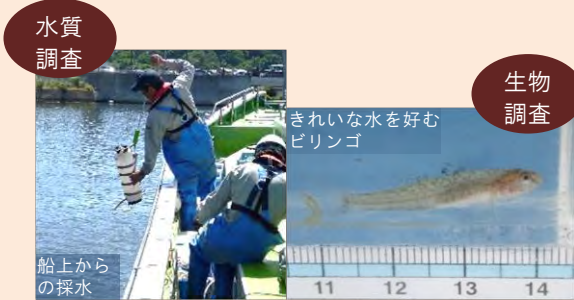 水質
調査
生物
調査
きれいな水を好む
ビリンゴ
船上から
の採水
11 12 13 14